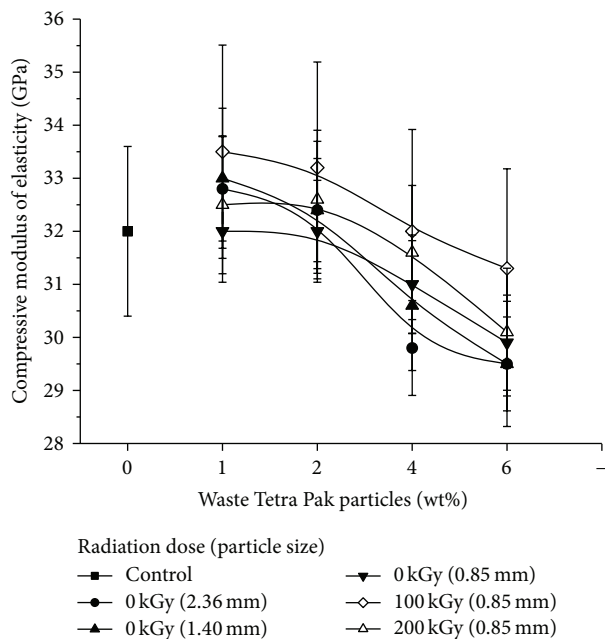 36
35
34
33
32
31
30
29
28
Compressive modulus of elasticity (GPa)
0 1 2 4 6 –
Waste Tetra Pak particles (wt%)
Radiation dose (particle size)
Control
0 kGy (2.36 mm)
0 kGy (1.40 mm)
0 kGy (0.85 mm)
100 kGy (0.85 mm)
200 kGy (0.85 mm)